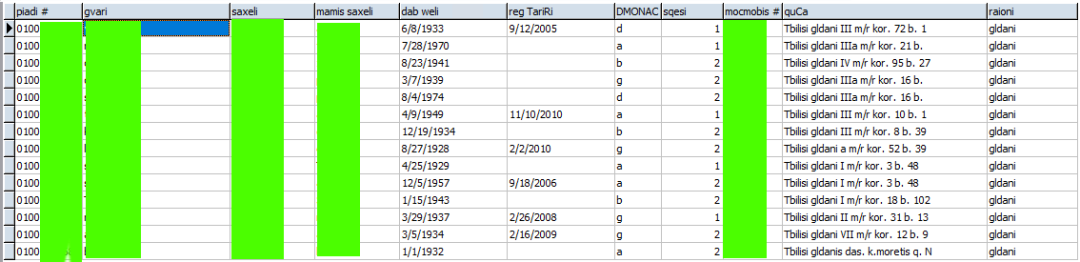 piadi # gvari saxeli mamis saxeli dab weli reg TariRi DMONAC sqesi mocmobis # quCa raioni
0100 6/8/1933 9/12/2005 d 1 Tbilisi gldani III m/r kor. 72 b. 1 gldani
0100 7/28/1970 a 1 Tbilisi gldani IIIa m/r kor. 21 b. gldani
0100 8/23/1941 b 2 Tbilisi gldani IV m/r kor. 95 b. 27 gldani
0100 3/7/1939 g 2 Tbilisi gldani IIIa m/r kor. 16 b. gldani
0100 8/4/1974 d 2 Tbilisi gldani IIIa m/r kor. 16 b. gldani
0100 4/9/1949 11/10/2010 a 1 Tbilisi gldani III m/r kor. 10 b. 1 gldani
0100 12/19/1934 b 2 Tbilisi gldani III m/r kor. 8 b. 39 gldani
0100 8/27/1928 2/2/2010 g 2 Tbilisi gldani a m/r kor. 52 b. 39 gldani
0100 4/25/1929 a 1 Tbilisi gldani I m/r kor. 3 b. 48 gldani
0100 12/5/1957 9/18/2006 a 2 Tbilisi gldani I m/r kor. 3 b. 48 gldani
0100 1/15/1943 b 2 Tbilisi gldani I m/r kor. 18 b. 102 gldani
0100 3/29/1937 2/26/2008 g 1 Tbilisi gldani II m/r kor. 31 b. 13 gldani
0100 3/5/1934 2/16/2009 g 2 Tbilisi gldani VII m/r kor. 12 b. 9 gldani
0100 1/1/1932 a 2 Tbilisi gldanis das. k.moretis q. N gldani